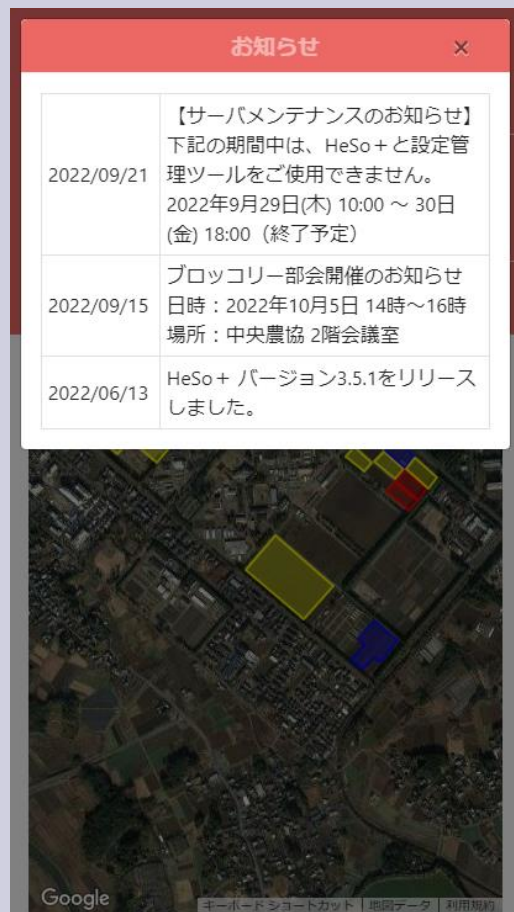 お知らせ ×
2022/09/21
【サーバメンテナンスのお知らせ】
下記の期間中は、HeSo+と設定管
理ツールをご使用できません。
2022年9月29日(木) 10:00 ～ 30日
(金) 18:00（終了予定）
2022/09/15
ブロッコリー部会開催のお知らせ
日時：2022年10月5日 14時～16時
場所：中央農協 2階会議室
2022/06/13
HeSo+ バージョン3.5.1をリリース
しました。
Google
キーボード ショートカット 地図データ 利用規約